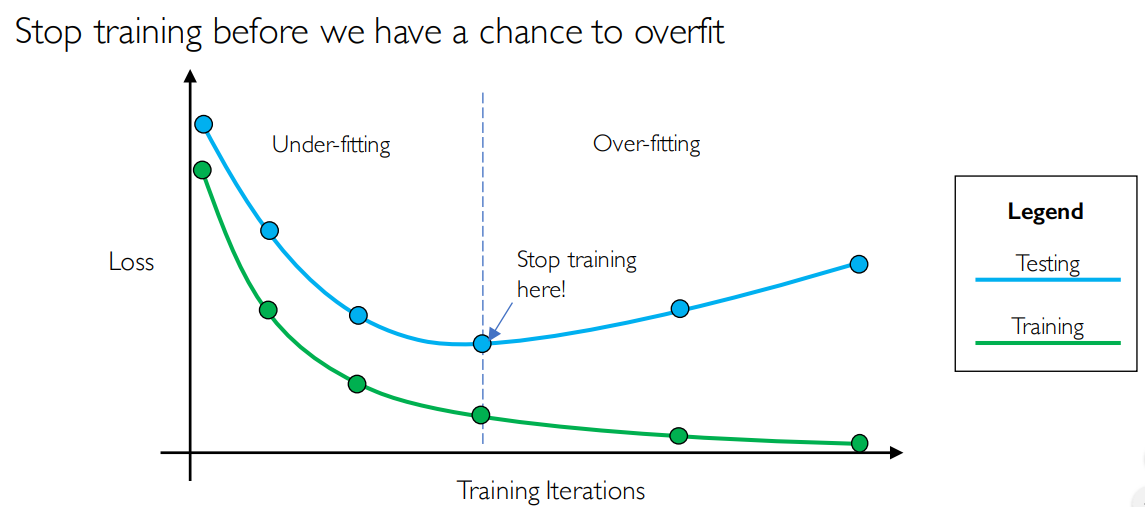 Stop training before we have a chance to overfit
Under-fitting
Over-fitting
Legend
Loss
Stop training
here!
Testing
Training
Training Iterations